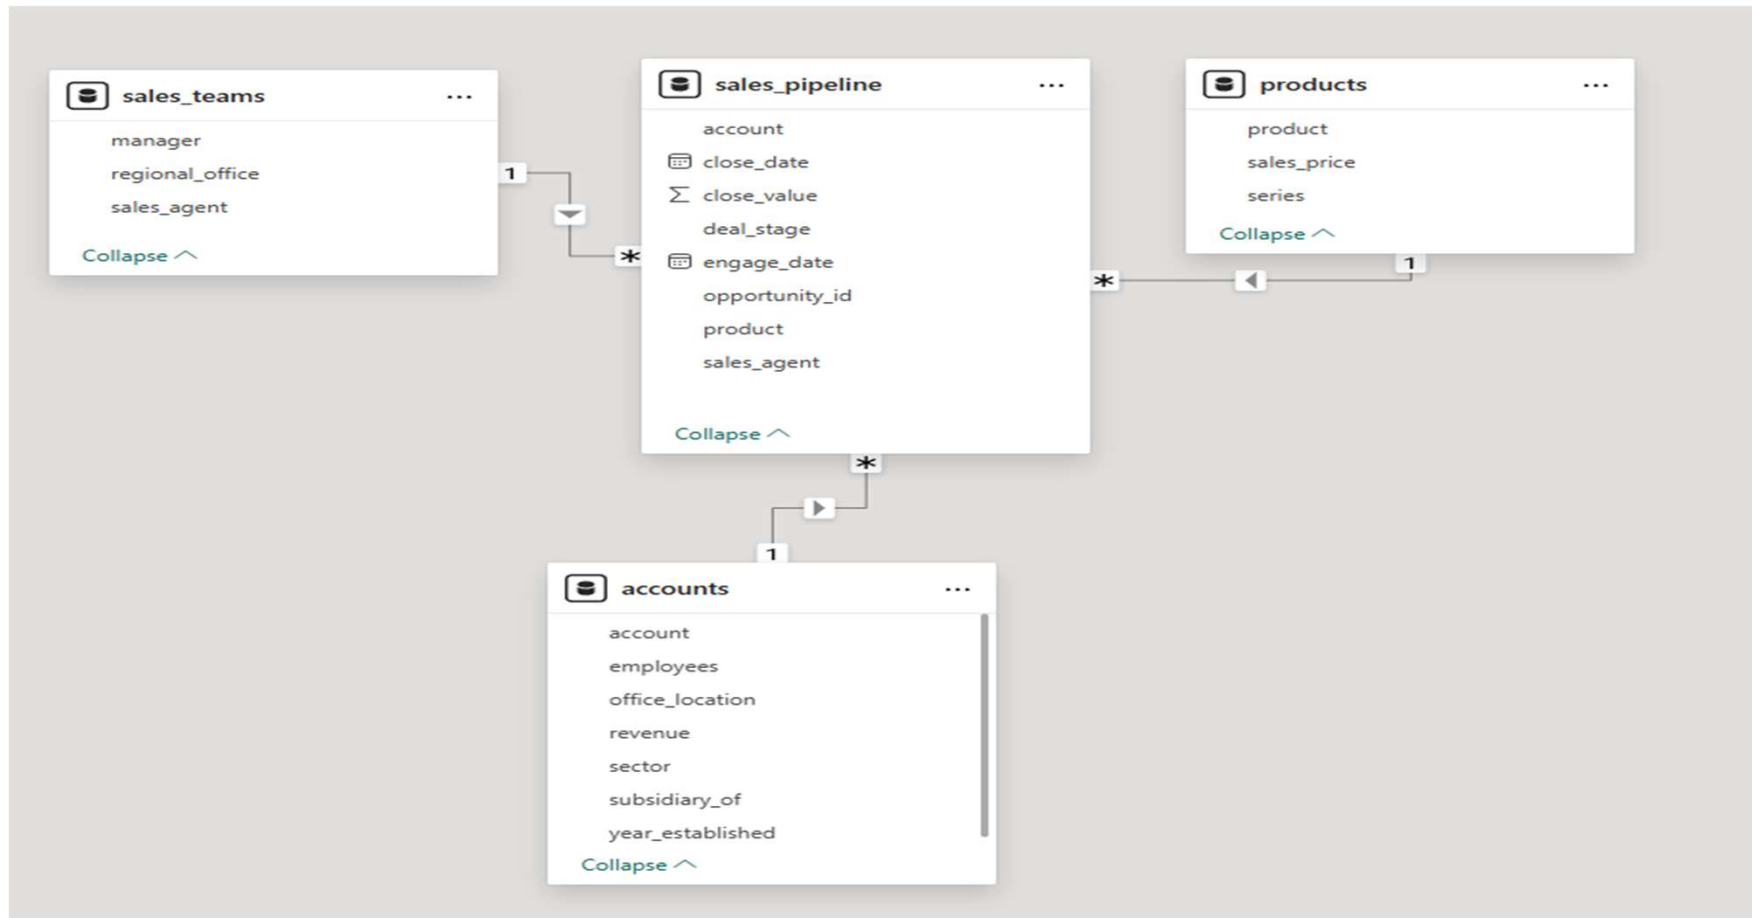 sales_teams ...
manager
regional_office
sales_agent
Collapse
1
*
sales_pipeline ...
account
close_date
Σ close_value
deal_stage
engage_date
opportunity_id
product
sales_agent
Collapse
*
1
products ...
product
sales_price
series
Collapse
1
*
accounts ...
account
employees
office_location
revenue
sector
subsidiary_of
year_established
Collapse